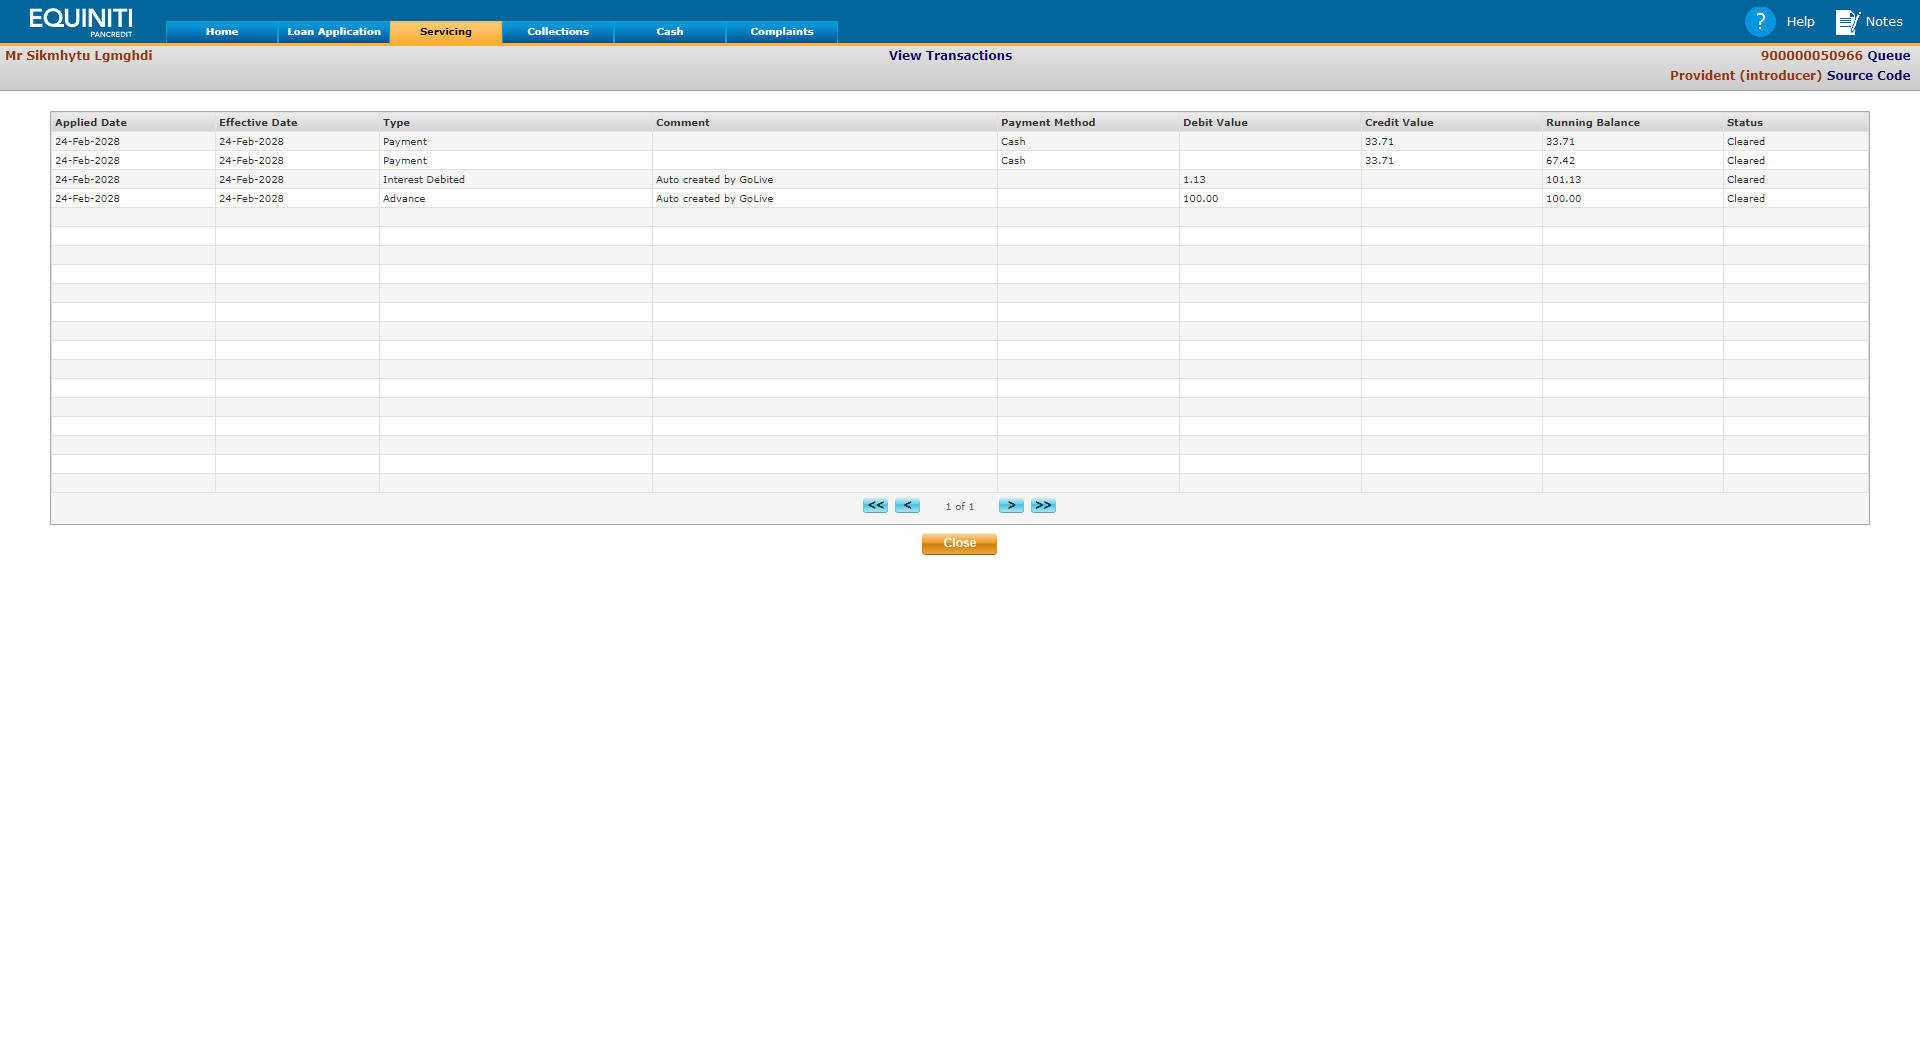 EQUINITI
PANCREDIT
Home Loan Application Servicing Collections Cash Complaints
? Help Notes
Mr Sikmhytu Lgmghdi View Transactions 900000050966 Queue
Provident (introducer) Source Code
Applied Date Effective Date Type Comment Payment Method Debit Value Credit Value Running Balance Status
24-Feb-2028 24-Feb-2028 Payment Cash 33.71 33.71 Cleared
24-Feb-2028 24-Feb-2028 Payment Cash 33.71 67.42 Cleared
24-Feb-2028 24-Feb-2028 Interest Debited Auto created by GoLive 1.13 101.13 Cleared
24-Feb-2028 24-Feb-2028 Advance Auto created by GoLive 100.00 100.00 Cleared
<< < 1 of 1 > >>
Close